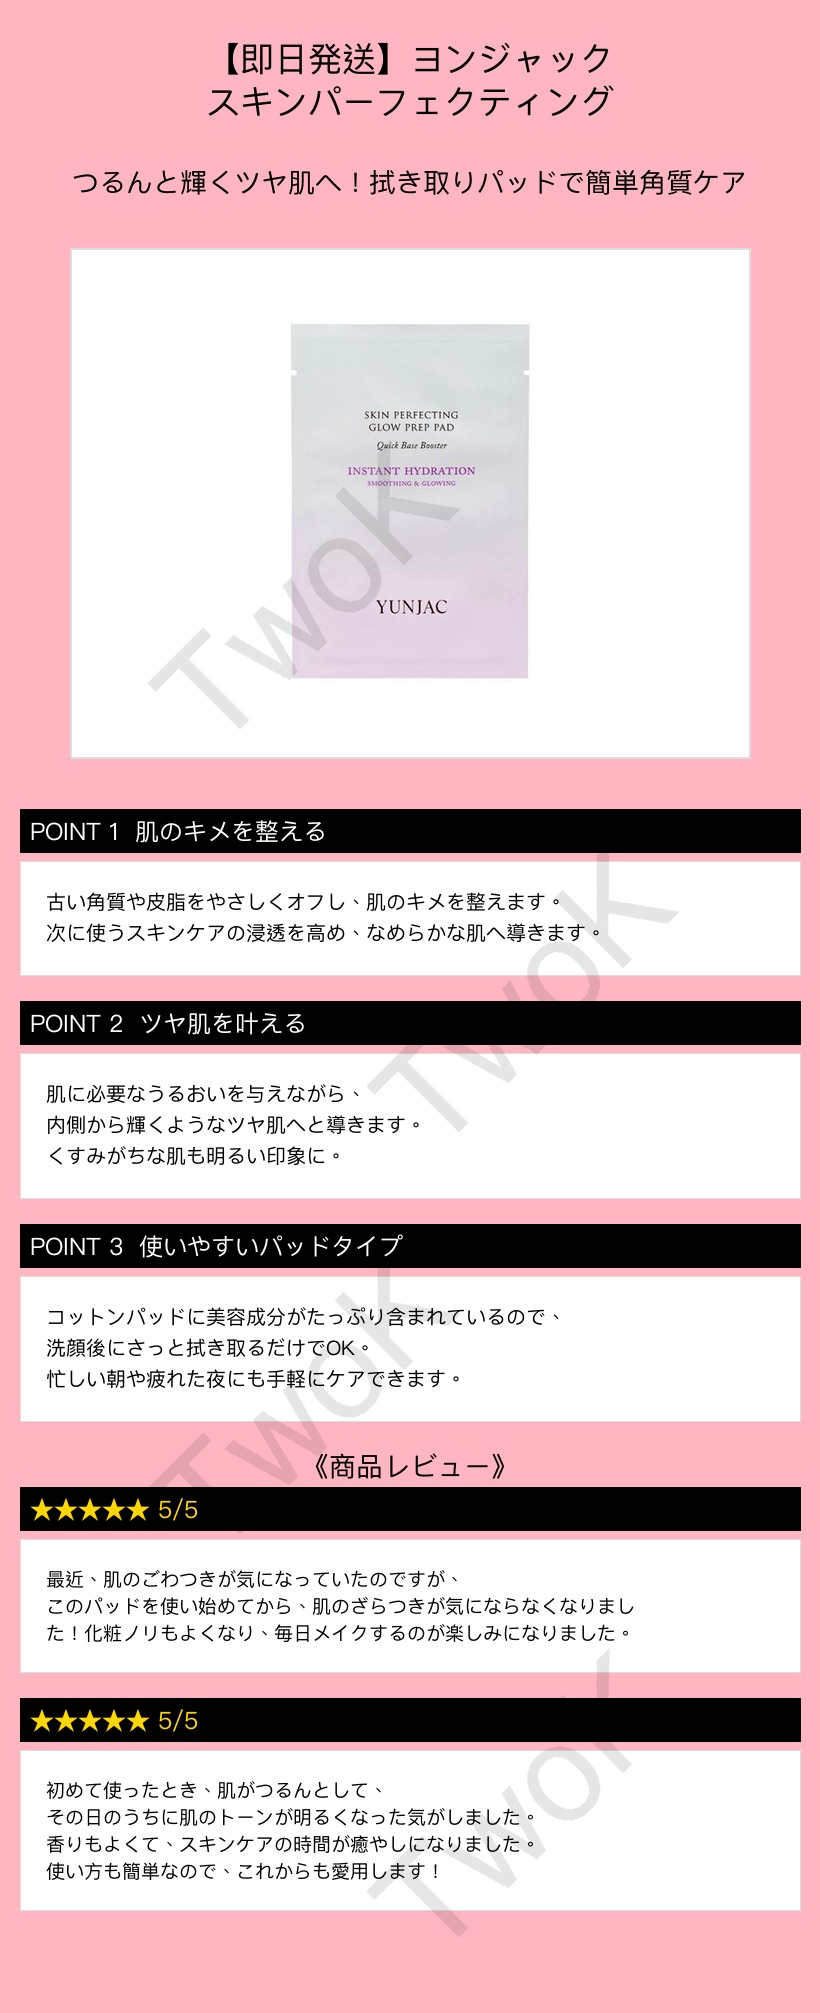 【即日発送】ヨンジャック
スキンパーフェクティング
つるんと輝くツヤ肌へ！拭き取りパッドで簡単角質ケア
SKIN PERFECTING
GLOW PREP PAD
Quick Base Booster
INSTANT HYDRATION
SMOOTHING & GLOWING
YUNJAC
TwoK
POINT 1 肌のキメを整える
古い角質や皮脂をやさしくオフし、肌のキメを整えます。
次に使うスキンケアの浸透を高め、なめらかな肌へ導きます。
TwoK
POINT 2 ツヤ肌を叶える
肌に必要なうるおいを与えながら、
内側から輝くようなツヤ肌へと導きます。
くすみがちな肌も明るい印象に。
POINT 3 使いやすいパッドタイプ
コットンパッドに美容成分がたっぷり含まれているので、
洗顔後にさっと拭き取るだけでOK。
忙しい朝や疲れた夜にも手軽にケアできます。
TwoK
《商品レビュー》
★★★★★ 5/5
最近、肌のごわつきが気になっていたのですが、
このパッドを使い始めてから、肌のざらつきが気にならなくなりまし
た！化粧ノリもよくなり、毎日メイクするのが楽しみになりました。
★★★★★ 5/5
初めて使ったとき、肌がつるんとして、
その日のうちに肌のトーンが明るくなった気がしました。
香りもよくて、スキンケアの時間が癒やしになりました。
使い方も簡単なので、これからも愛用します！
TwoK